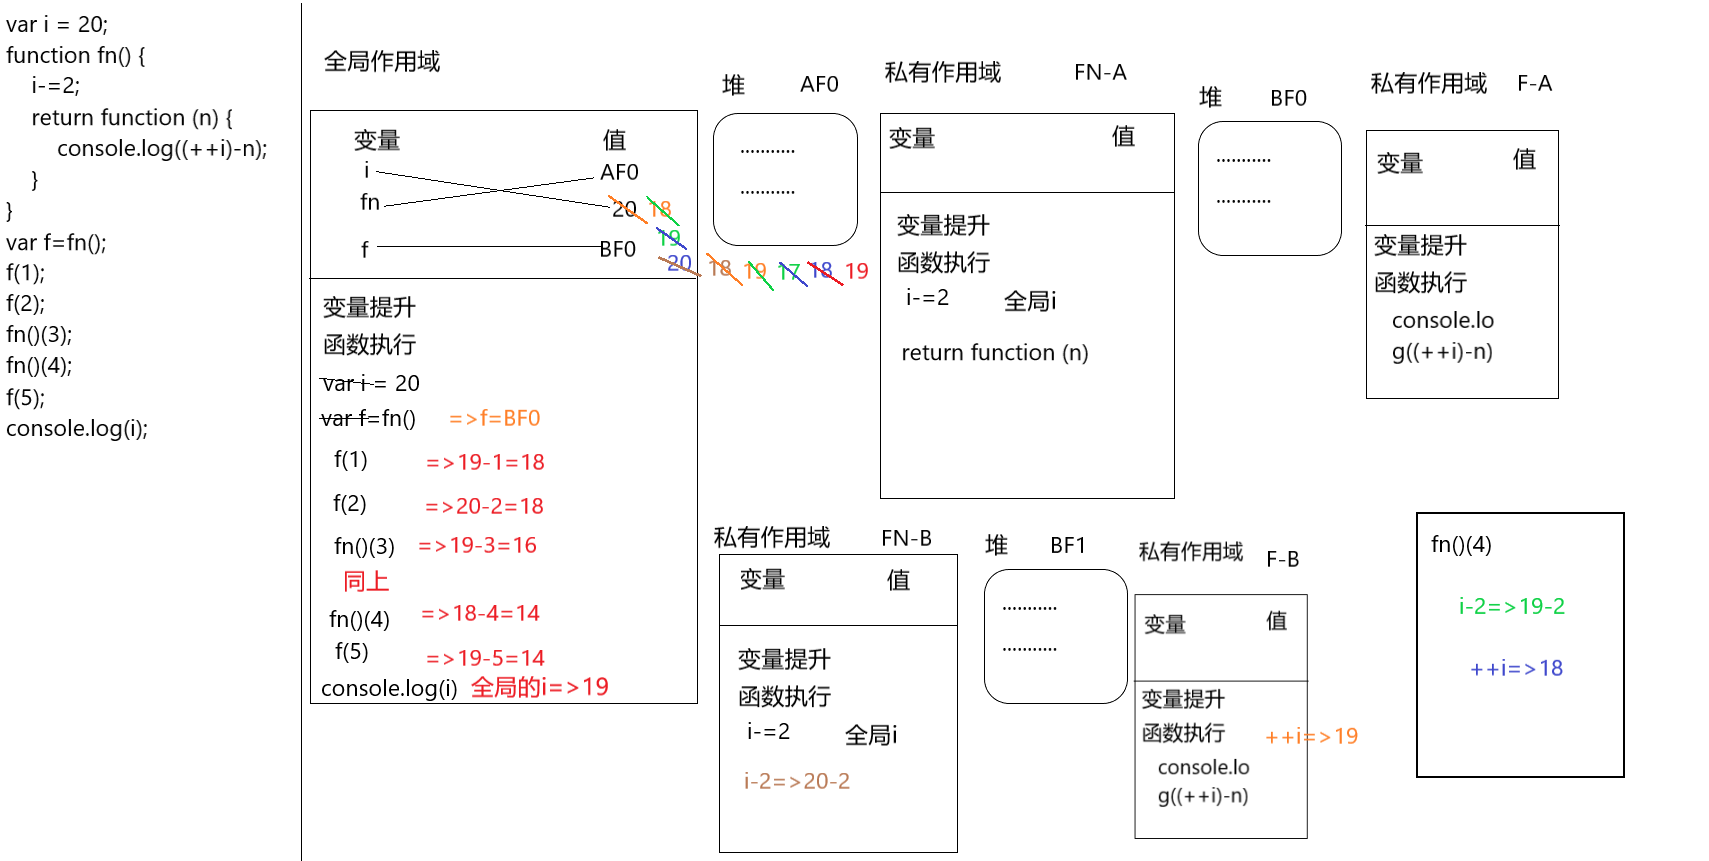 var i = 20;
function fn() {
i-=2;
return function (n) {
console.log((++i)-n);
}
}
var f=fn();
f(1);
f(2);
fn()(3);
fn()(4);
f(5);
console.log(i);
全局作用域
变量 值
i AF0
fn 20 18
19
f BF0 20 18 19 17 18 19
变量提升
函数执行
var i = 20
var f=fn() =>f=BF0
f(1) =>19-1=18
f(2) =>20-2=18
fn()(3) =>19-3=16
同上
fn()(4) =>18-4=14
f(5) =>19-5=14
console.log(i) 全局的i=>19
堆 AF0
...........
...........
私有作用域 FN-A
变量 值
变量提升
函数执行
i-=2 全局i
return function (n)
堆 BF0
...........
...........
私有作用域 F-A
变量 值
变量提升
函数执行
console.lo
g((++i)-n)
私有作用域 FN-B
变量 值
变量提升
函数执行
i-=2 全局i
i-2=>20-2
堆 BF1
...........
...........
私有作用域 F-B
变量 值
变量提升
函数执行 ++i=>19
console.lo
g((++i)-n)
fn()(4)
i-2=>19-2
++i=>18